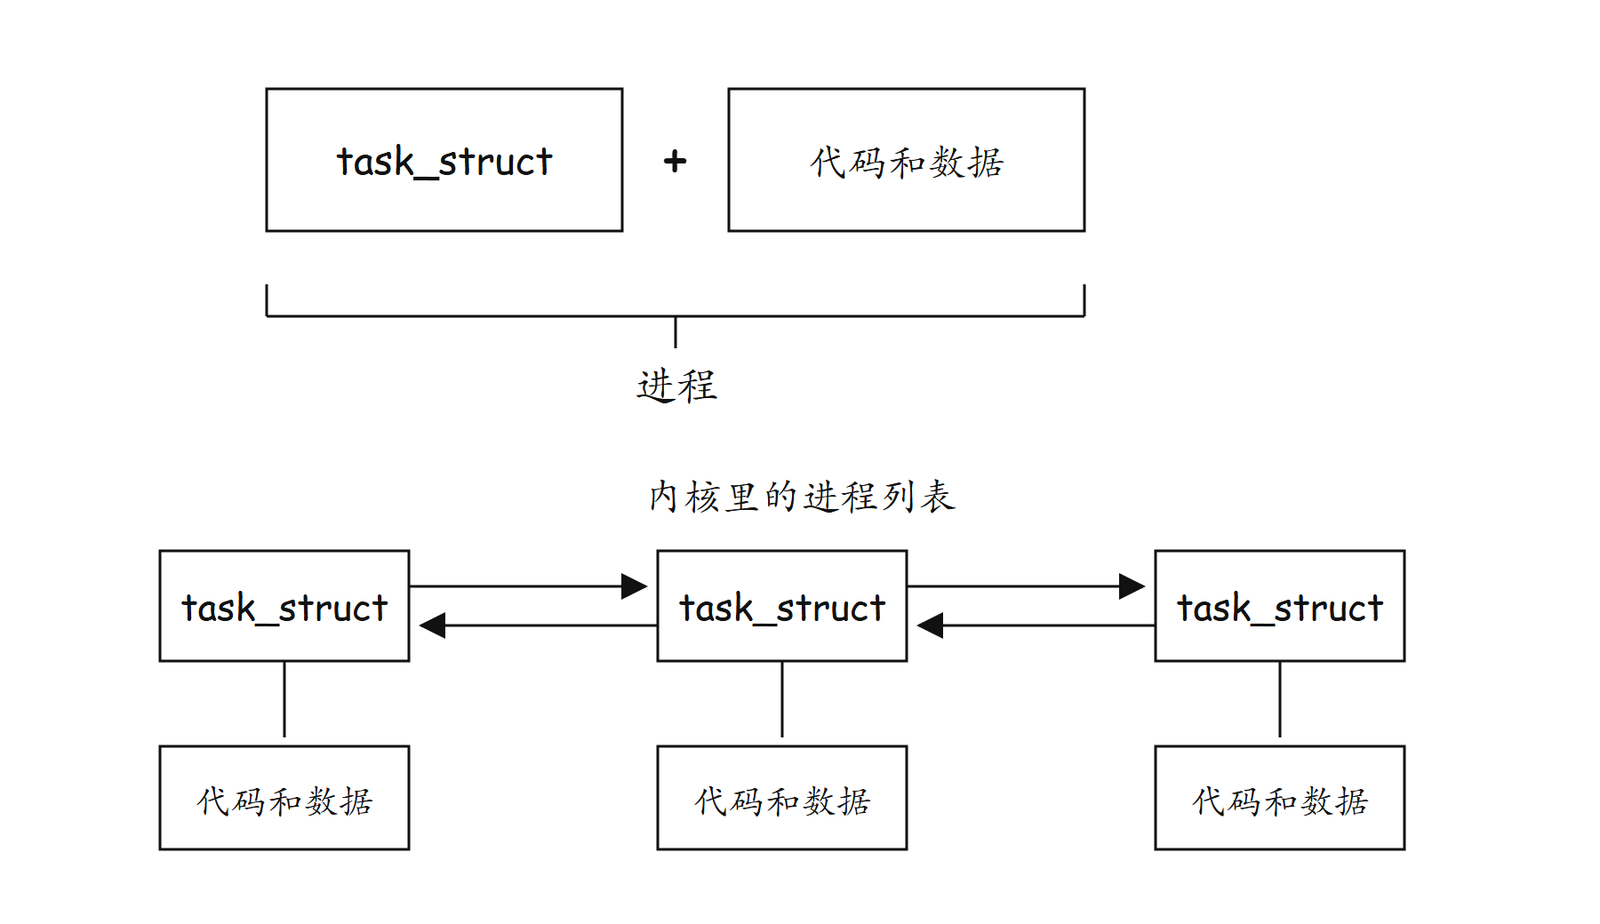 task_struct + 代码和数据
进程
内核里的进程列表
task_struct task_struct task_struct
代码和数据 代码和数据 代码和数据